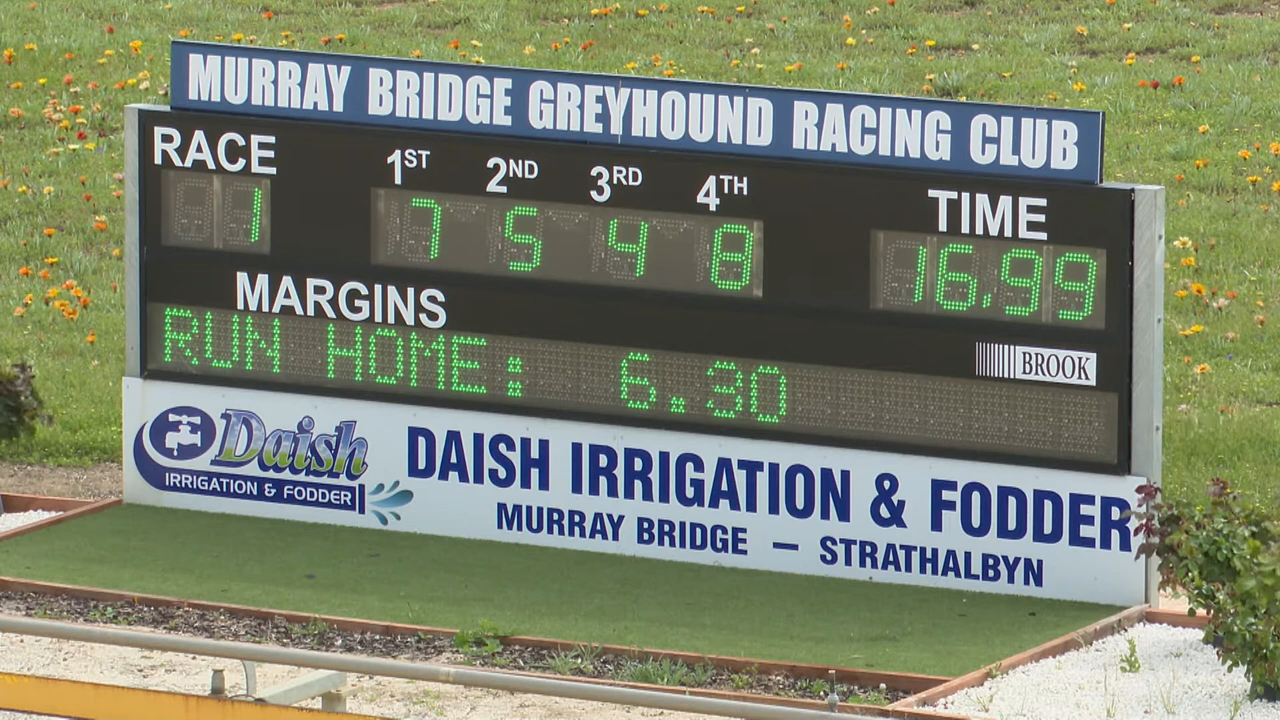 MURRAY BRIDGE GREYHOUND RACING CLUB
RACE 1ST 2ND 3RD 4TH TIME
1 7 5 4 8 16.99
MARGINS
RUN HOME: 6.30
BROOK
Daish
IRRIGATION & FODDER
DAISH IRRIGATION & FODDER
MURRAY BRIDGE – STRATHALBYN